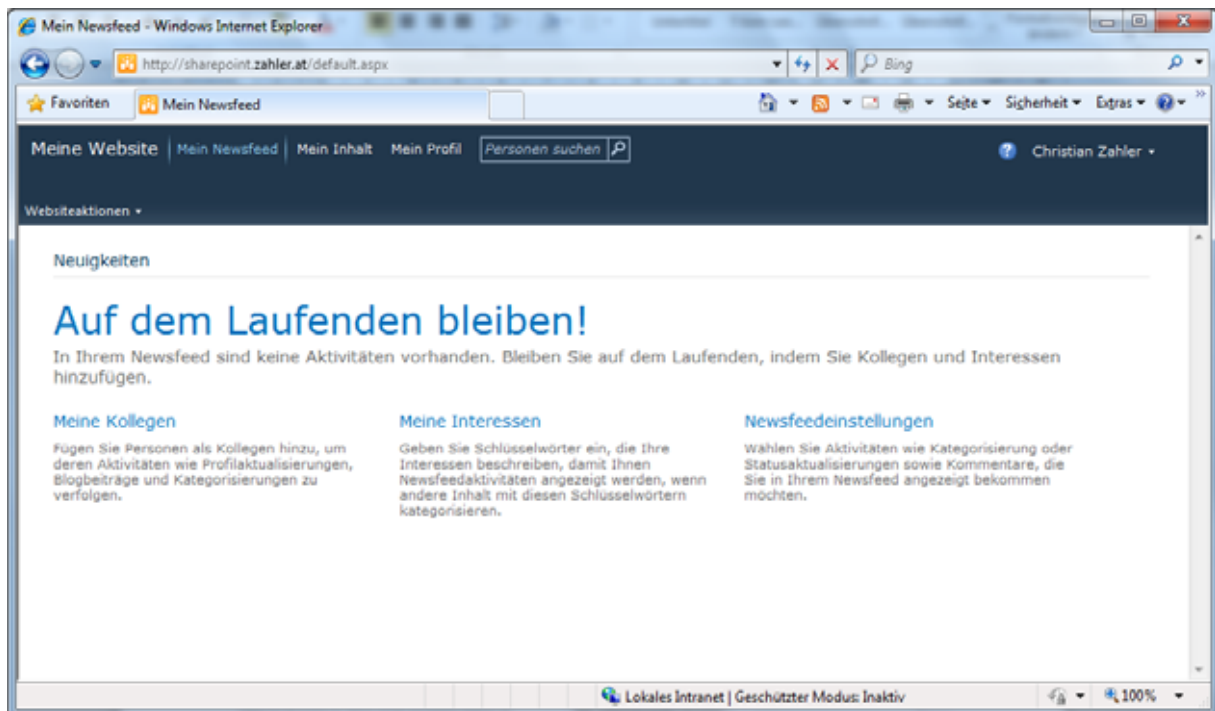 Mein Newsfeed - Windows Internet Explorer
http://sharepoint.zahler.at/default.aspx
Bing
Favoriten
Mein Newsfeed
Seite
Sicherheit
Extras
Meine Website
Mein Newsfeed
Mein Inhalt
Mein Profil
Personen suchen
Christian Zahler
Websiteaktionen
Neuigkeiten
Auf dem Laufenden bleiben!
In Ihrem Newsfeed sind keine Aktivitäten vorhanden. Bleiben Sie auf dem Laufenden, indem Sie Kollegen und Interessen
hinzufügen.
Meine Kollegen
Fügen Sie Personen als Kollegen hinzu, um
deren Aktivitäten wie Profilaktualisierungen,
Blogbeiträge und Kategorisierungen zu
verfolgen.
Meine Interessen
Geben Sie Schlüsselwörter ein, die Ihre
Interessen beschreiben, damit Ihnen
Newsfeedaktivitäten angezeigt werden, wenn
andere Inhalt mit diesen Schlüsselwörtern
kategorisieren.
Newsfeedeinstellungen
Wählen Sie Aktivitäten wie Kategorisierung oder
Statusaktualisierungen sowie Kommentare, die
Sie in Ihrem Newsfeed angezeigt bekommen
möchten.
Lokales Intranet | Geschützter Modus: Inaktiv
100%